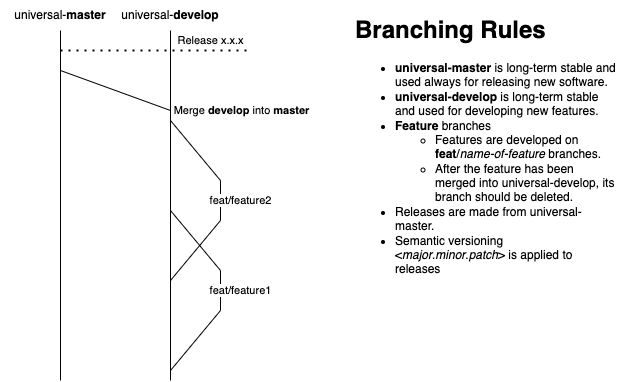 universal-master
universal-develop
Release x.x.x
Merge develop into master
feat/feature2
feat/feature1
Branching Rules
universal-master is long-term stable and
used always for releasing new software.
universal-develop is long-term stable
and used for developing new features.
Feature branches
Features are developed on
feat/name-of-feature branches.
After the feature has been
merged into universal-develop, its
branch should be deleted.
Releases are made from universal-
master.
Semantic versioning
<major.minor.patch> is applied to
releases